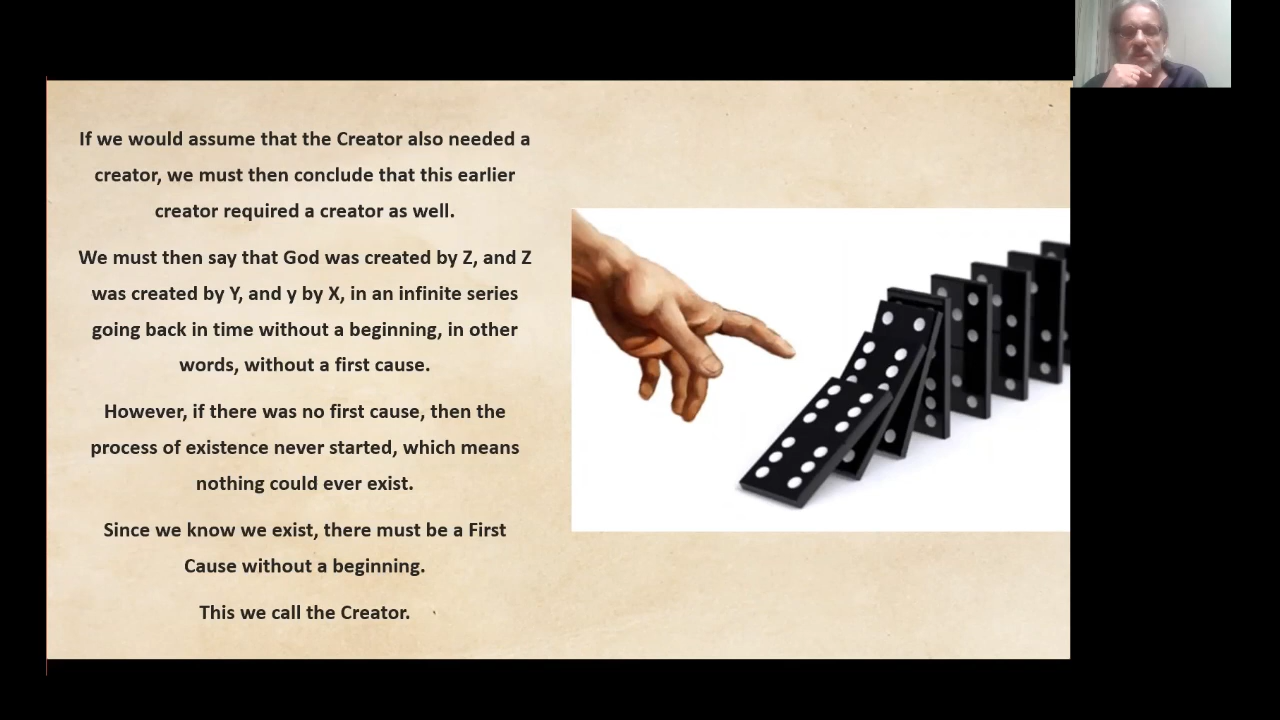 If we would assume that the Creator also needed a
creator, we must then conclude that this earlier
creator required a creator as well.
We must then say that God was created by Z, and Z
was created by Y, and y by X, in an infinite series
going back in time without a beginning, in other
words, without a first cause.
However, if there was no first cause, then the
process of existence never started, which means
nothing could ever exist.
Since we know we exist, there must be a First
Cause without a beginning.
This we call the Creator.